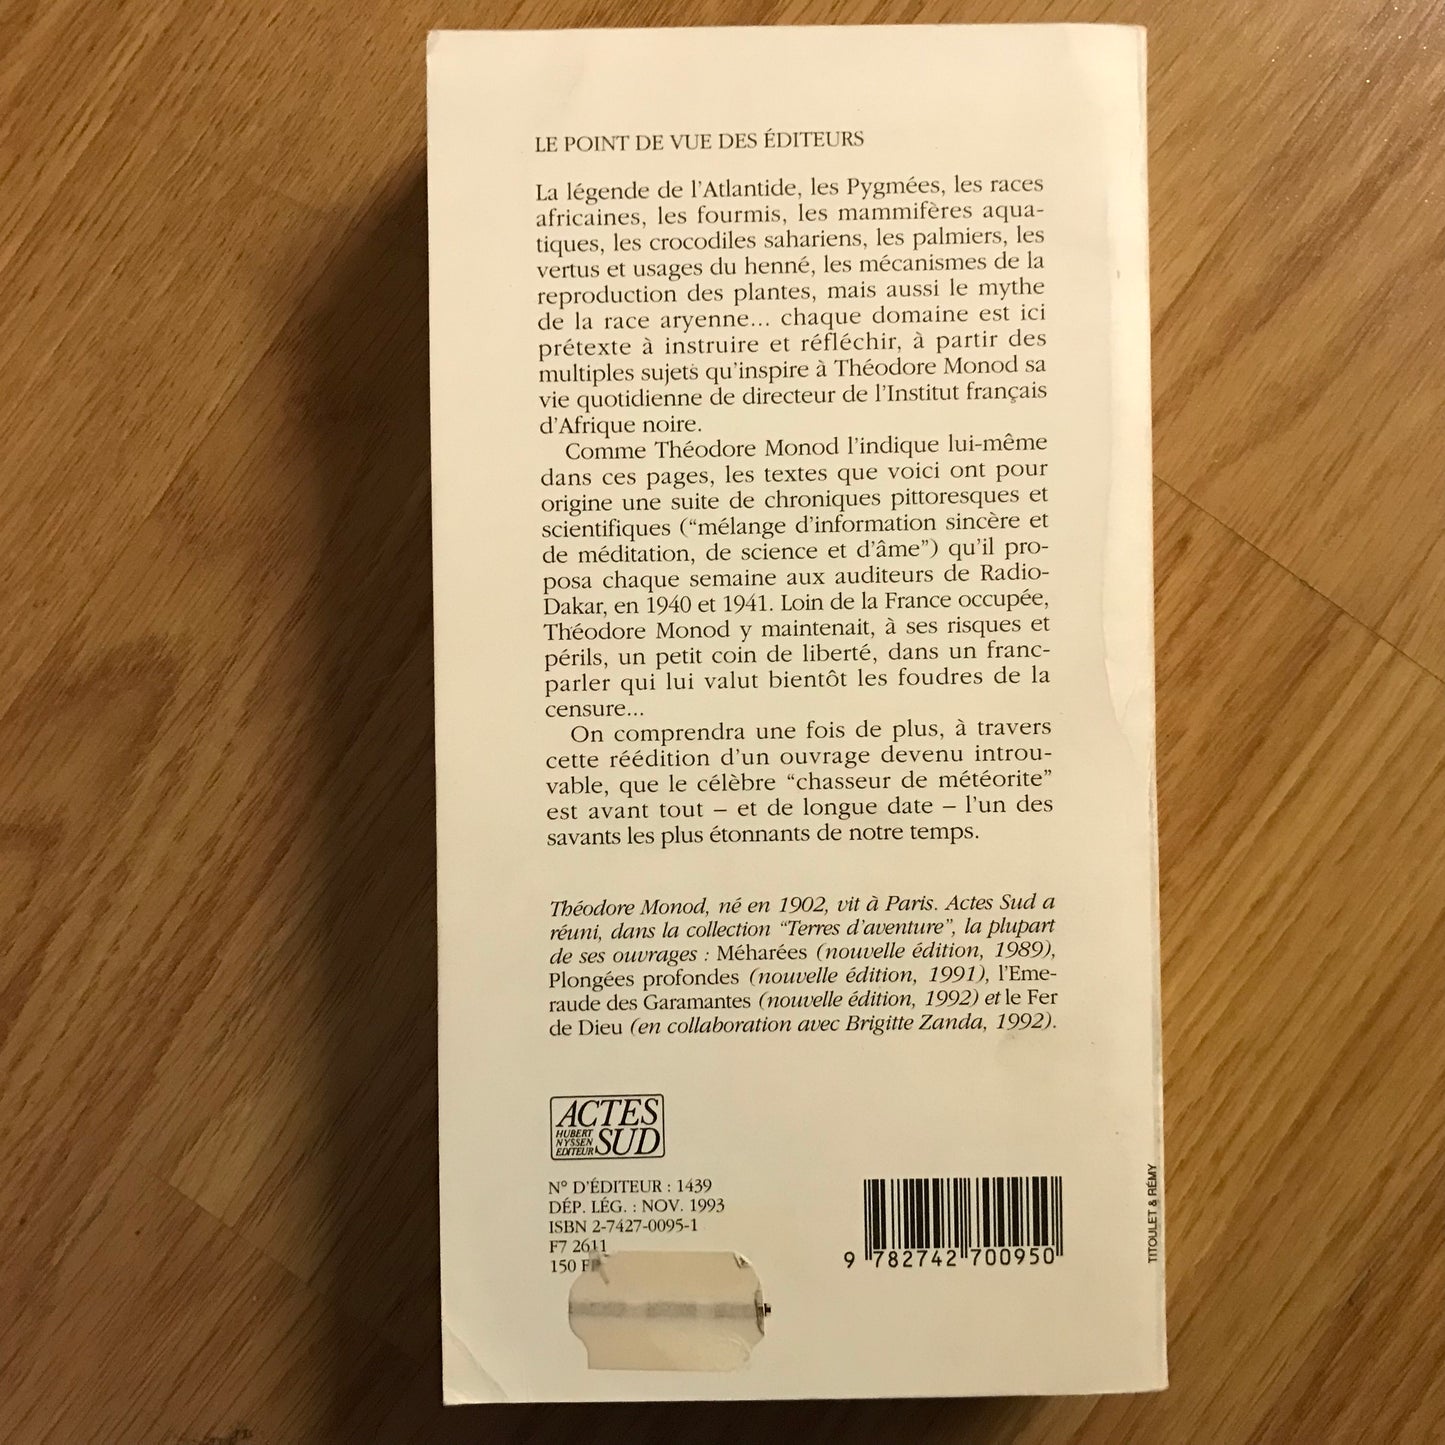 LE POINT DE VUE DES ÉDITEURS
La légende de l'Atlantide, les Pygmées, les races
africaines, les fourmis, les mammifères aqua-
tiques, les crocodiles sahariens, les palmiers, les
vertus et usages du henné, les mécanismes de la
reproduction des plantes, mais aussi le mythe
de la race aryenne... chaque domaine est ici
prétexte à instruire et réfléchir, à partir des
multiples sujets qu'inspire à Théodore Monod sa
vie quotidienne de directeur de l'Institut français
d'Afrique noire.
Comme Théodore Monod l'indique lui-même
dans ces pages, les textes que voici ont pour
origine une suite de chroniques pittoresques et
scientifiques (“mélange d'information sincère et
de méditation, de science et d'âme”) qu'il pro-
posa chaque semaine aux auditeurs de Radio-
Dakar, en 1940 et 1941. Loin de la France occupée,
Théodore Monod y maintenait, à ses risques et
périls, un petit coin de liberté, dans un franc-
parler qui lui valut bientôt les foudres de la
censure...
On comprendra une fois de plus, à travers
cette réédition d'un ouvrage devenu introu-
vable, que le célèbre “chasseur de météorite”
est avant tout – et de longue date – l'un des
savants les plus étonnants de notre temps.
Théodore Monod, né en 1902, vit à Paris. Actes Sud a
réuni, dans la collection “Terres d'aventure”, la plupart
de ses ouvrages : Méharées (nouvelle édition, 1989),
Plongées profondes (nouvelle édition, 1991), l'Eme-
raude des Garamantes (nouvelle édition, 1992) et le Fer
de Dieu (en collaboration avec Brigitte Zanda, 1992).
ACTES
HUBERT
NYSSEN
EDITEUR SUD
N° D'ÉDITEUR : 1439
DÉP. LÉG. : NOV. 1993
ISBN 2-7427-0095-1
F7 2611
150 FF
9 782742 700950
TITOULET & RÉMY